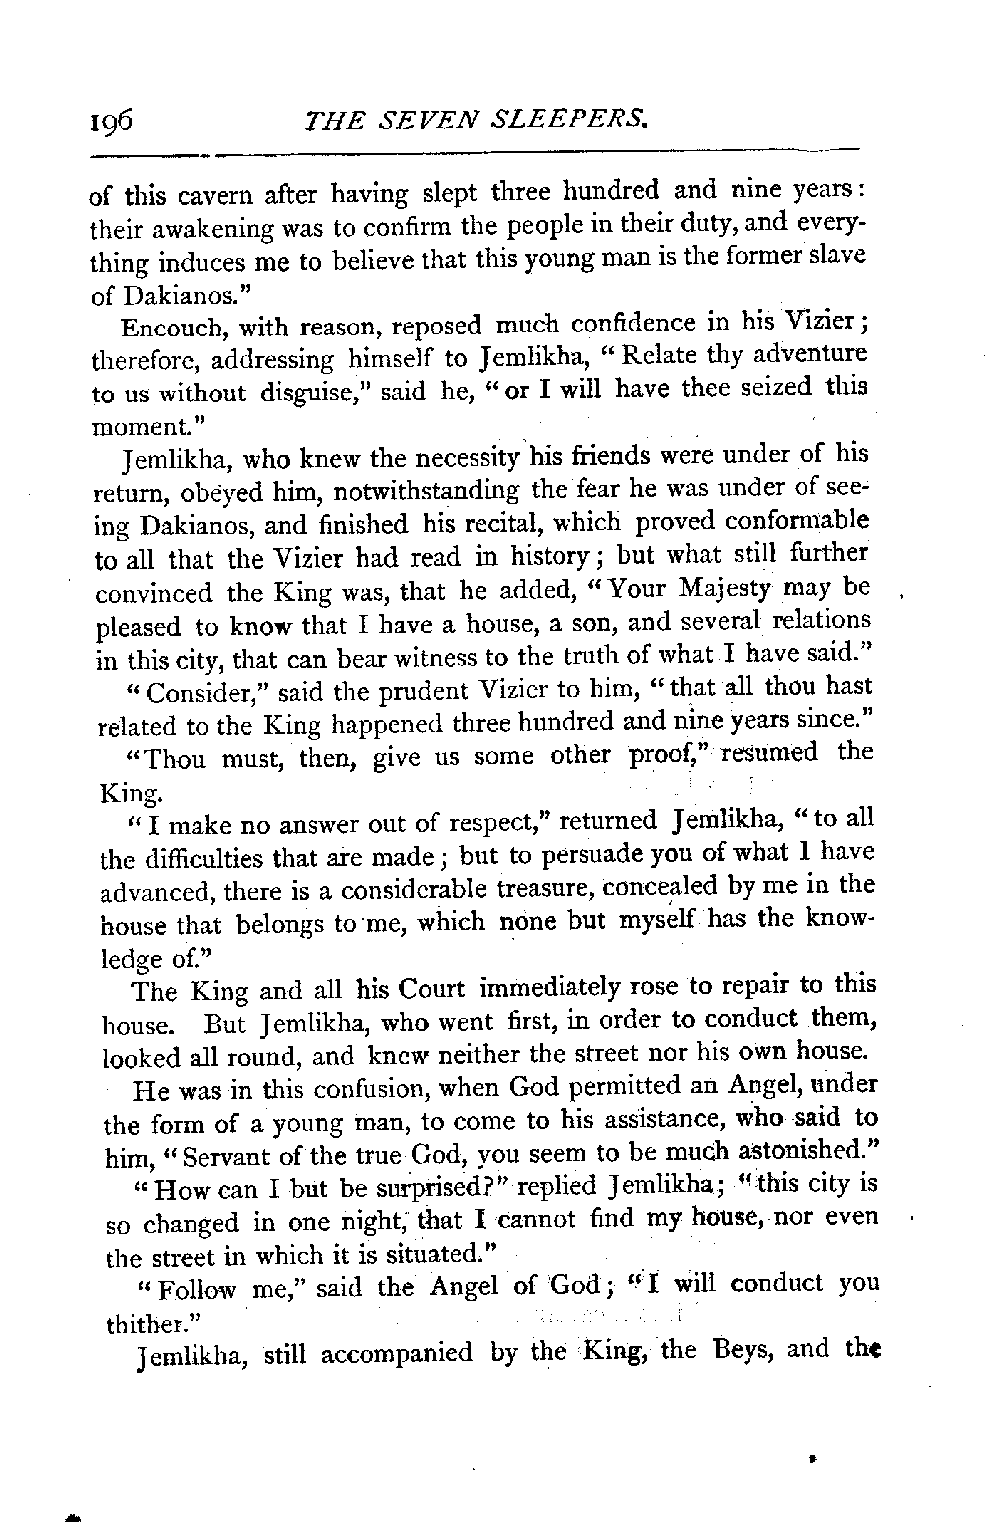 196 THE SEVEN SLEEPERS.
of this cavern after having slept three hundred and nine years:
their awakening was to confirm the people in their duty, and every-
thing induces me to believe that this young man is the former slave
of Dakianos."
Encouch, with reason, reposed much confidence in his Vizier;
therefore, addressing himself to Jemlikha, "Relate thy adventure
to us without disguise," said he, "or I will have thee seized this
moment."
Jemlikha, who knew the necessity his friends were under of his
return, obeyed him, notwithstanding the fear he was under of see-
ing Dakianos, and finished his recital, which proved conformable
to all that the Vizier had read in history; but what still further
convinced the King was, that he added, "Your Majesty may be
pleased to know that I have a house, a son, and several relations
in this city, that can bear witness to the truth of what I have said."
"Consider," said the prudent Vizier to him, "that all thou hast
related to the King happened three hundred and nine years since."
"Thou must, then, give us some other proof," resumed the
King.
"I make no answer out of respect," returned Jemlikha, "to all
the difficulties that are made; but to persuade you of what I have
advanced, there is a considerable treasure, concealed by me in the
house that belongs to me, which none but myself has the know-
ledge of."
The King and all his Court immediately rose to repair to this
house. But Jemlikha, who went first, in order to conduct them,
looked all round, and knew neither the street nor his own house.
He was in this confusion, when God permitted an Angel, under
the form of a young man, to come to his assistance, who said to
him, "Servant of the true God, you seem to be much astonished."
"How can I but be surprised?" replied Jemlikha; "this city is
so changed in one night, that I cannot find my house, nor even
the street in which it is situated."
"Follow me," said the Angel of God; "I will conduct you
thither."
Jemlikha, still accompanied by the King, the Beys, and the